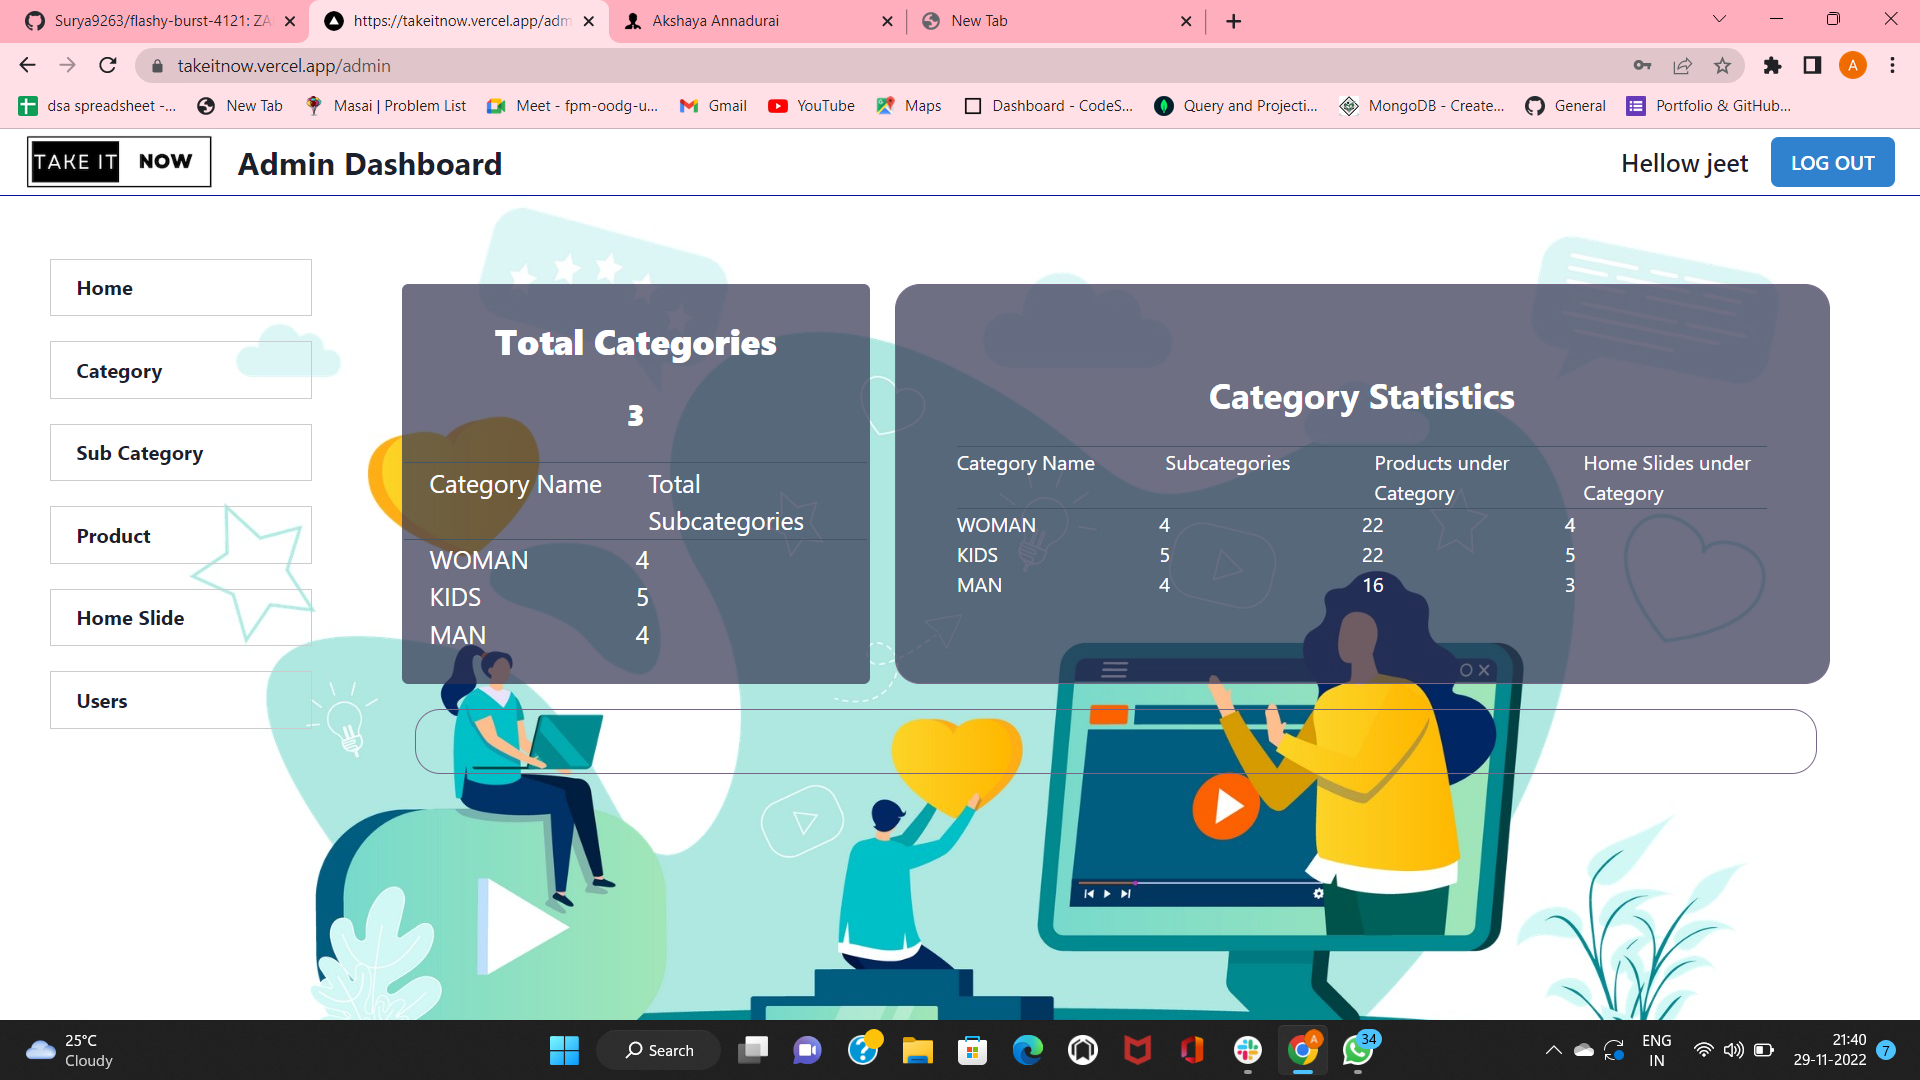 Surya9263/flashy-burst-4121: ZA
https://takeitnow.vercel.app/adm
Akshaya Annadurai
New Tab
takeitnow.vercel.app/admin
A
dsa spreadsheet -...
New Tab
Masai | Problem List
Meet - fpm-oodg-u...
Gmail
YouTube
Maps
Dashboard - CodeS...
Query and Projecti...
MongoDB - Create...
General
Portfolio & GitHub...
TAKE IT NOW
Admin Dashboard
Hellow jeet
LOG OUT
Home
Category
Sub Category
Product
Home Slide
Users
Total Categories
3
Category Name Total Subcategories
WOMAN 4
KIDS 5
MAN 4
Category Statistics
Category Name Subcategories Products under Category Home Slides under Category
WOMAN 4 22 4
KIDS 5 22 5
MAN 4 16 3
25°C
Cloudy
Search
A
34
ENG
IN
21:40
29-11-2022
7